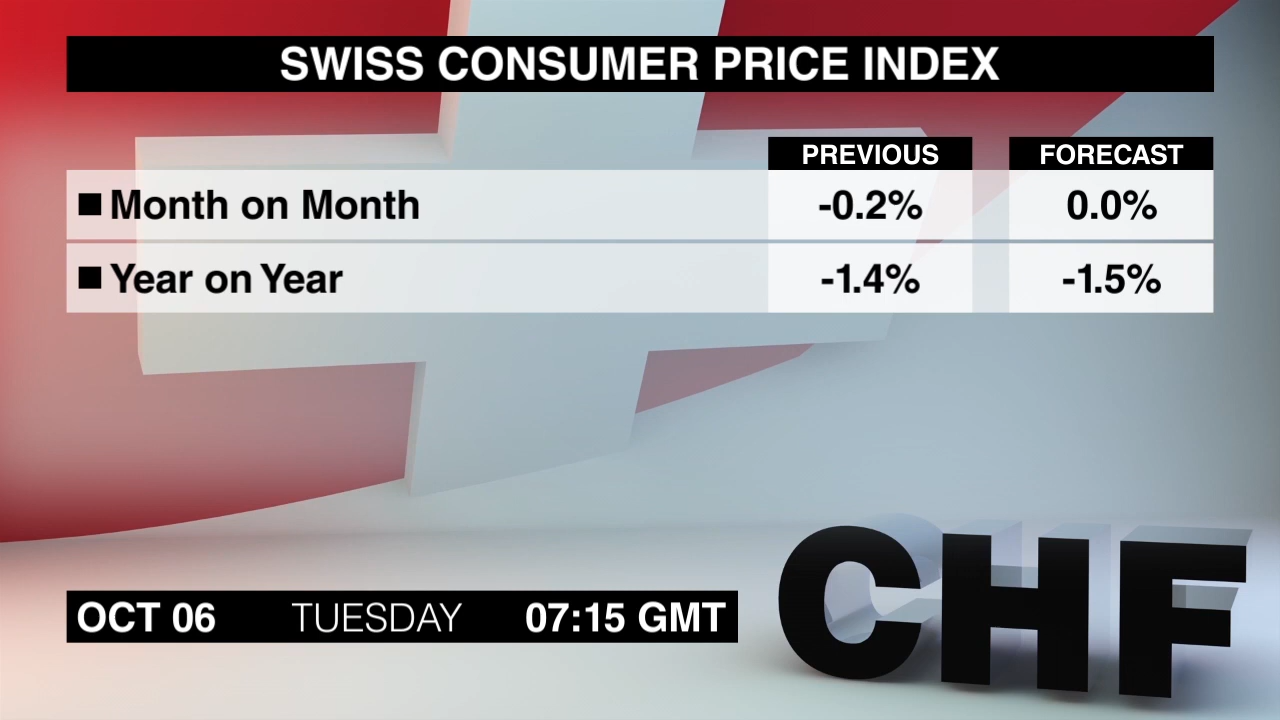 SWISS CONSUMER PRICE INDEX
PREVIOUS FORECAST
■ Month on Month -0.2% 0.0%
■ Year on Year -1.4% -1.5%
OCT 06 TUESDAY 07:15 GMT
CHF